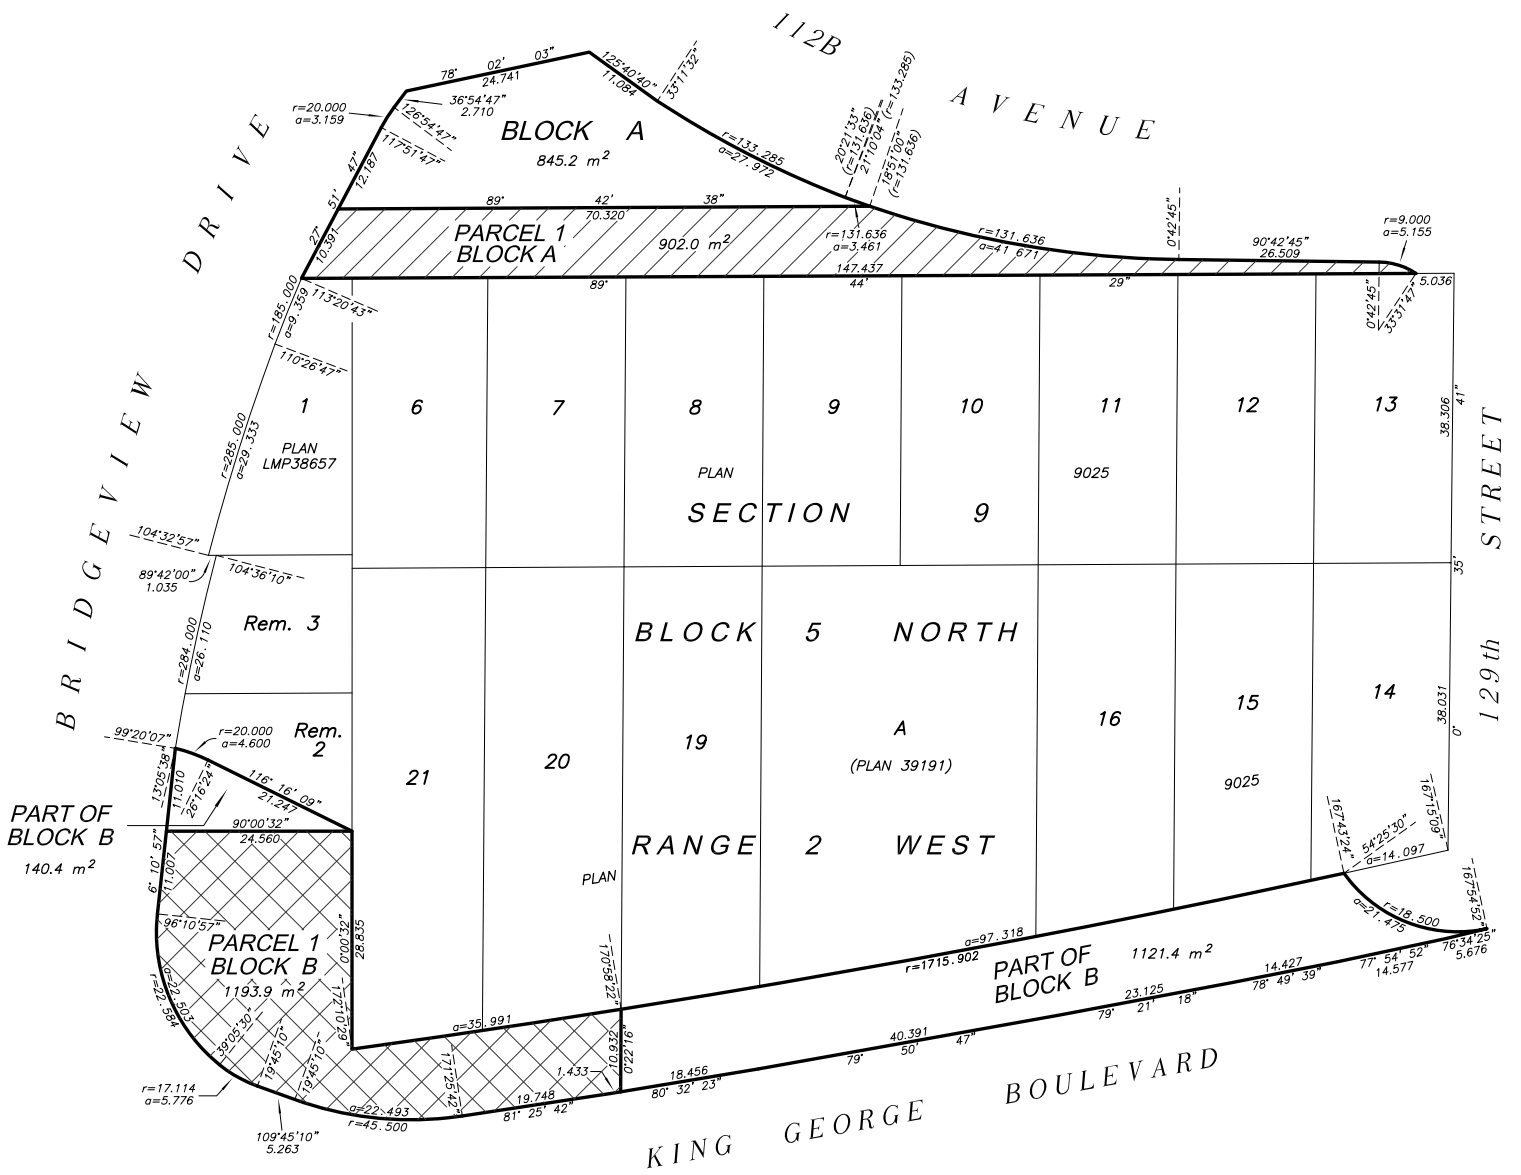 112B AVENUE
78° 02' 03"
24.741
125°40'40"
11.084
33°11'32"
r=20.000
a=3.159
36°54'47"
2.710
126°54'47"
117°51'47"
BLOCK A
845.2 m²
r=133.285
a=27.972
20°21'33"
(r=131.636)
21°10'04"
(r=133.285)
18°51'00"
(r=131.636)
27° 51' 47"
12.187
10.391
89° 42' 38"
70.320
PARCEL 1
BLOCK A
902.0 m²
r=131.636
a=3.461
r=131.636
a=41.671
0°42'45"
90°42'45"
26.509
r=9.000
a=5.155
147.437
89° 44' 29"
5.036
0°42'45"
33°31'47"
BRIDGEVIEW DRIVE
r=185.000
a=9.359
113°20'43"
110°26'47"
r=285.000
a=29.333
1
PLAN
LMP38657
6
7
8
9
10
11
12
13
38.306
PLAN 9025
SECTION 9
0° 35' 41"
129th STREET
104°32'57"
104°36'10"
89°42'00"
1.035
r=284.000
a=26.110
Rem. 3
BLOCK 5 NORTH
Rem.
2
99°20'07"
r=20.000
a=4.600
13°05'38"
11.010
26°16'24"
116° 16' 09"
21.247
21
20
19
A
(PLAN 39191)
16
15
14
38.031
9025
RANGE 2 WEST
PLAN
PART OF
BLOCK B
140.4 m²
90°00'32"
24.560
6° 10' 57"
11.007
96°10'57"
0°00'32"
28.835
PARCEL 1
BLOCK B
1193.9 m²
172°10'29"
a=22.503
r=22.584
39°05'30"
19°45'10"
19°45'10"
r=17.114
a=5.776
109°45'10"
5.263
a=22.493
r=45.500
171°25'42"
a=35.991
170°58'22"
10.932
0°22'16"
1.433
19.748
81° 25' 42"
a=97.318
r=1715.902
PART OF
BLOCK B
1121.4 m²
167°43'24"
54°25'30"
a=14.097
167°15'09"
r=18.500
a=21.475
167°54'52"
76°34'25"
5.676
77° 54' 52"
14.577
14.427
78° 49' 39"
23.125
79° 21' 18"
40.391
79° 50' 47"
18.456
80° 32' 23"
KING GEORGE BOULEVARD